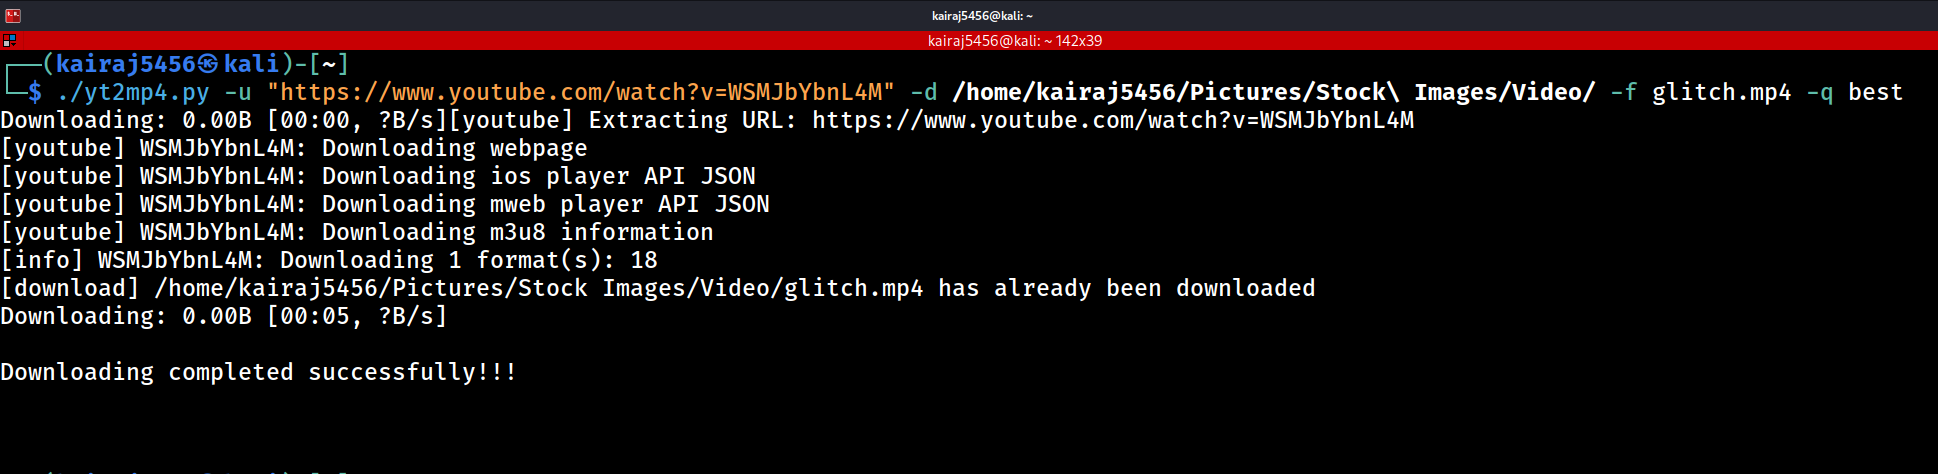 kairaj5456@kali: ~
kairaj5456@kali: ~ 142x39
┌──(kairaj5456㉿kali)-[~]
└─$ ./yt2mp4.py -u "https://www.youtube.com/watch?v=WSMJbYbnL4M" -d /home/kairaj5456/Pictures/Stock\ Images/Video/ -f glitch.mp4 -q best
Downloading: 0.00B [00:00, ?B/s][youtube] Extracting URL: https://www.youtube.com/watch?v=WSMJbYbnL4M
[youtube] WSMJbYbnL4M: Downloading webpage
[youtube] WSMJbYbnL4M: Downloading ios player API JSON
[youtube] WSMJbYbnL4M: Downloading mweb player API JSON
[youtube] WSMJbYbnL4M: Downloading m3u8 information
[info] WSMJbYbnL4M: Downloading 1 format(s): 18
[download] /home/kairaj5456/Pictures/Stock Images/Video/glitch.mp4 has already been downloaded
Downloading: 0.00B [00:05, ?B/s]
Downloading completed successfully!!!